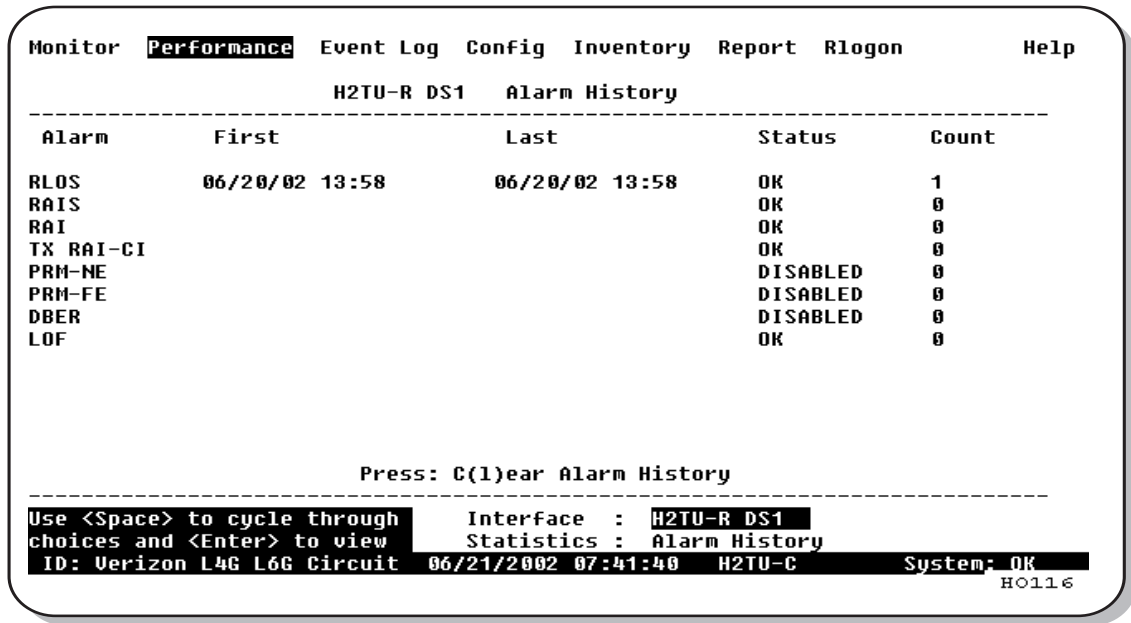 Monitor Performance Event Log Config Inventory Report Rlogon Help
H2TU-R DS1 Alarm History
Alarm First Last Status Count
RLOS 06/20/02 13:58 06/20/02 13:58 OK 1
RAIS OK 0
RAI OK 0
TX RAI-CI OK 0
PRM-NE DISABLED 0
PRM-FE DISABLED 0
DBER DISABLED 0
LOF OK 0
Press: C(l)ear Alarm History
Use <Space> to cycle through Interface : H2TU-R DS1
choices and <Enter> to view Statistics : Alarm History
ID: Verizon L4G L6G Circuit 06/21/2002 07:41:40 H2TU-C System: OK
HO116